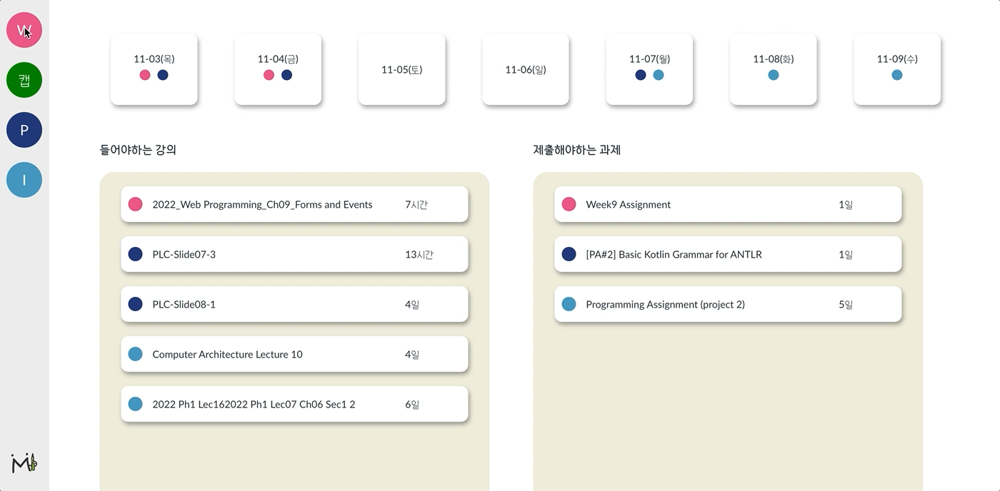 W
캡
P
I
11-03(목)
11-04(금)
11-05(토)
11-06(일)
11-07(월)
11-08(화)
11-09(수)
들어야하는 강의
2022_Web Programming_Ch09_Forms and Events 7시간
PLC-Slide07-3 13시간
PLC-Slide08-1 4일
Computer Architecture Lecture 10 4일
2022 Ph1 Lec162022 Ph1 Lec07 Ch06 Sec1 2 6일
제출해야하는 과제
Week9 Assignment 1일
[PA#2] Basic Kotlin Grammar for ANTLR 1일
Programming Assignment (project 2) 5일